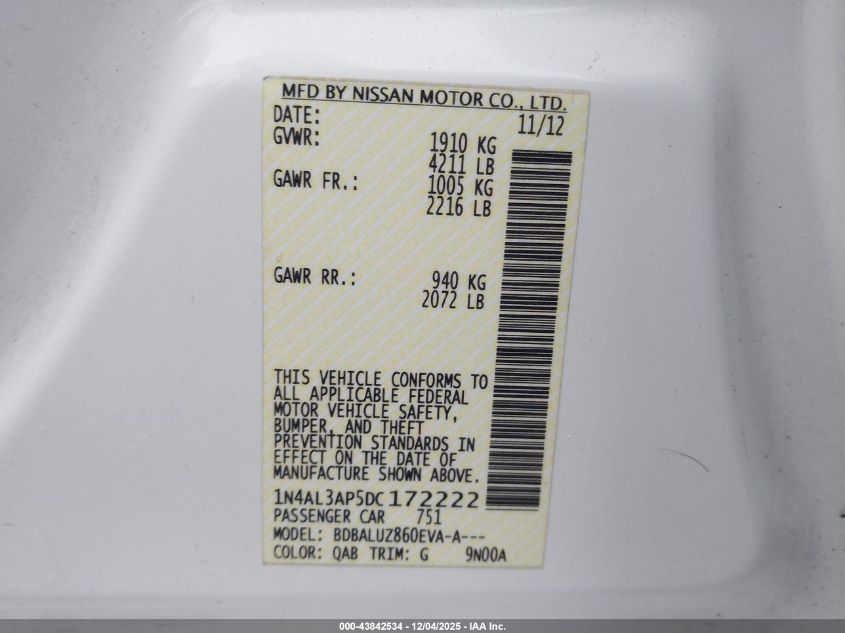 MFD BY NISSAN MOTOR CO., LTD.
DATE: 11/12
GVWR: 1910 KG
4211 LB
GAWR FR.: 1005 KG
2216 LB
GAWR RR.: 940 KG
2072 LB
THIS VEHICLE CONFORMS TO
ALL APPLICABLE FEDERAL
MOTOR VEHICLE SAFETY,
BUMPER, AND THEFT
PREVENTION STANDARDS IN
EFFECT ON THE DATE OF
MANUFACTURE SHOWN ABOVE.
1N4AL3AP5DC172222
PASSENGER CAR 751
MODEL: BDBALUZ860EVA-A---
COLOR: QAB TRIM: G 9N00A
000-43842534 - 12/04/2025 - IAA Inc.